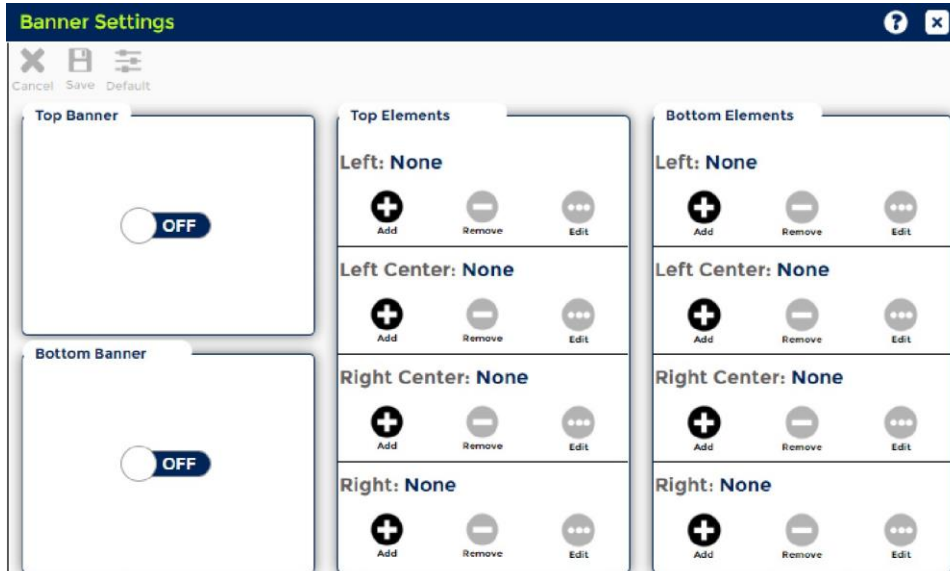 Banner Settings
?
Cancel Save Default
Top Banner
OFF
Bottom Banner
OFF
Top Elements
Left: None
Add Remove Edit
Left Center: None
Add Remove Edit
Right Center: None
Add Remove Edit
Right: None
Add Remove Edit
Bottom Elements
Left: None
Add Remove Edit
Left Center: None
Add Remove Edit
Right Center: None
Add Remove Edit
Right: None
Add Remove Edit